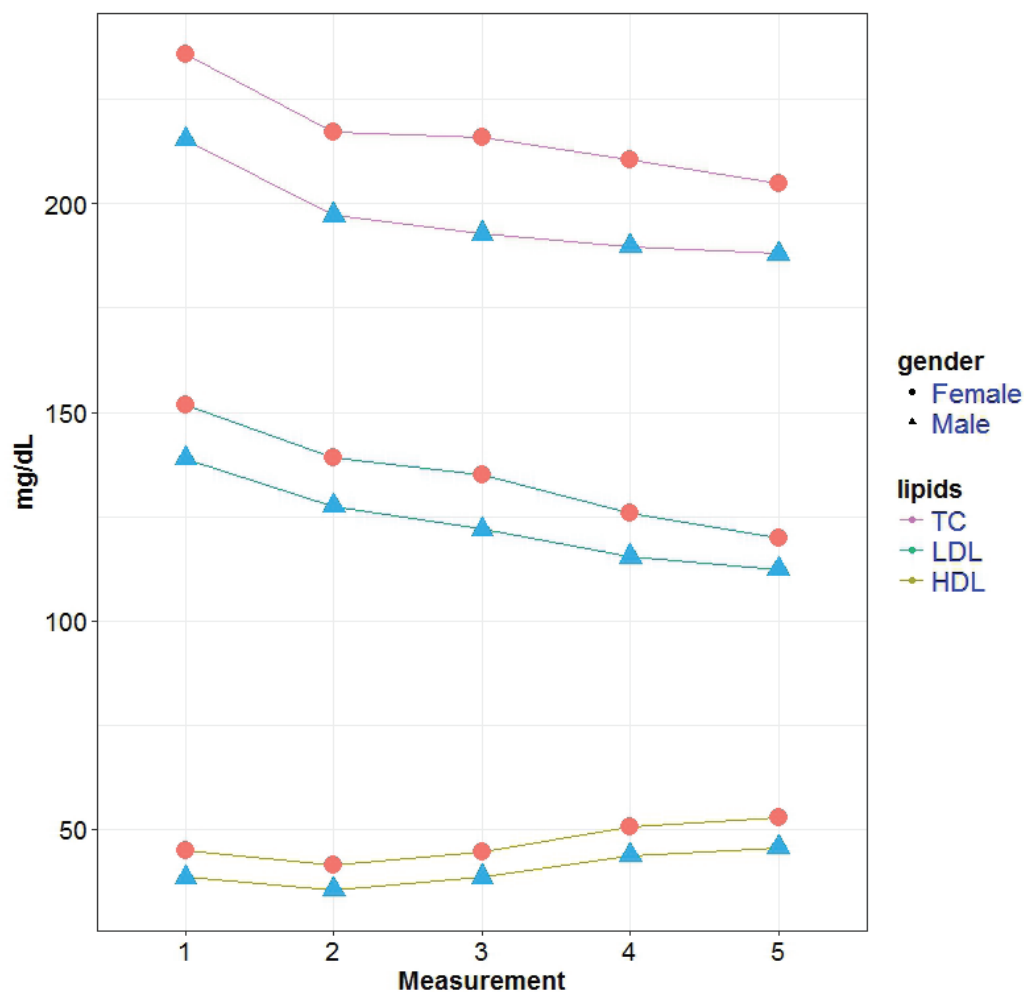 200
150
100
50
mg/dL
1 2 3 4 5
Measurement
gender
Female
Male
lipids
TC
LDL
HDL